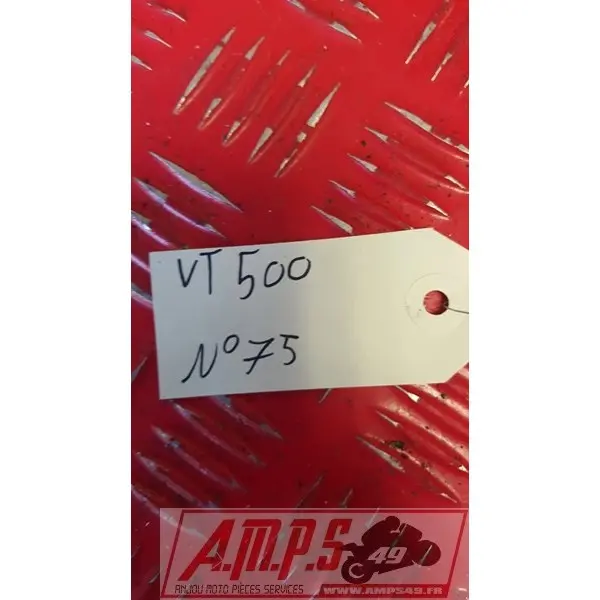 VT 500
N° 75
A.M.P.S 49
ANJOU MOTO PIÈCES SERVICES
WWW.AMPS49.FR